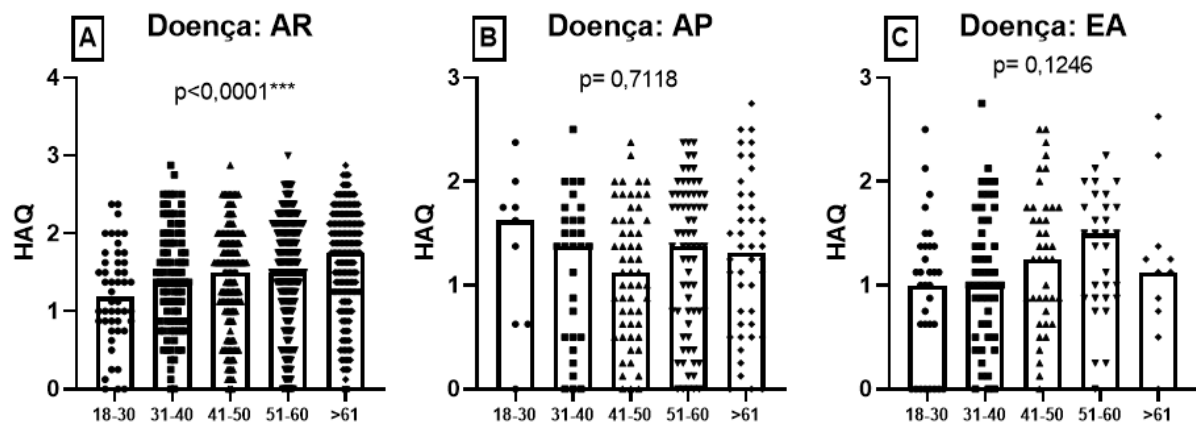 A
Doença: AR
p<0,0001***
HAQ
4
3
2
1
0
18-30 31-40 41-50 51-60 >61
B
Doença: AP
p= 0,7118
HAQ
3
2
1
0
18-30 31-40 41-50 51-60 >61
C
Doença: EA
p= 0,1246
HAQ
3
2
1
0
18-30 31-40 41-50 51-60 >61